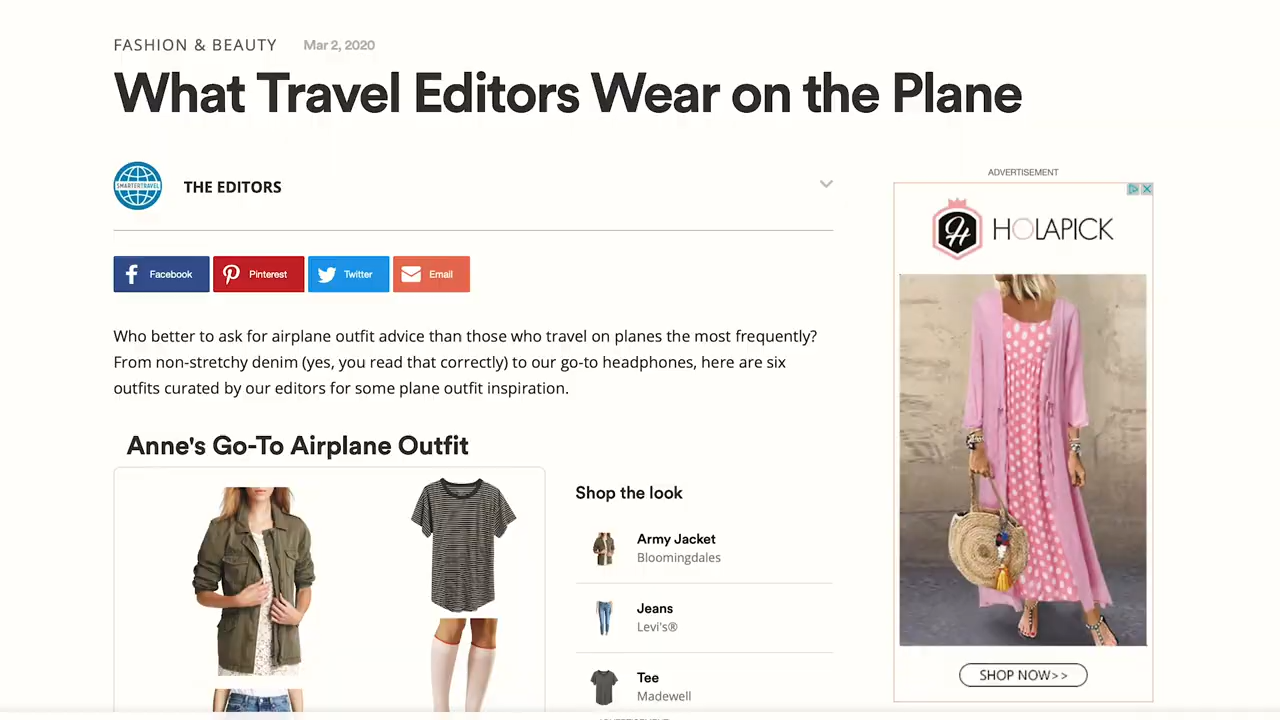 FASHION & BEAUTY Mar 2, 2020
What Travel Editors Wear on the Plane
SMARTERTRAVEL
THE EDITORS
Facebook Pinterest Twitter Email
Who better to ask for airplane outfit advice than those who travel on planes the most frequently?
From non-stretchy denim (yes, you read that correctly) to our go-to headphones, here are six
outfits curated by our editors for some plane outfit inspiration.
Anne's Go-To Airplane Outfit
Shop the look
Army Jacket
Bloomingdales
Jeans
Levi's®
Tee
Madewell
ADVERTISEMENT
HOLAPICK
SHOP NOW>>